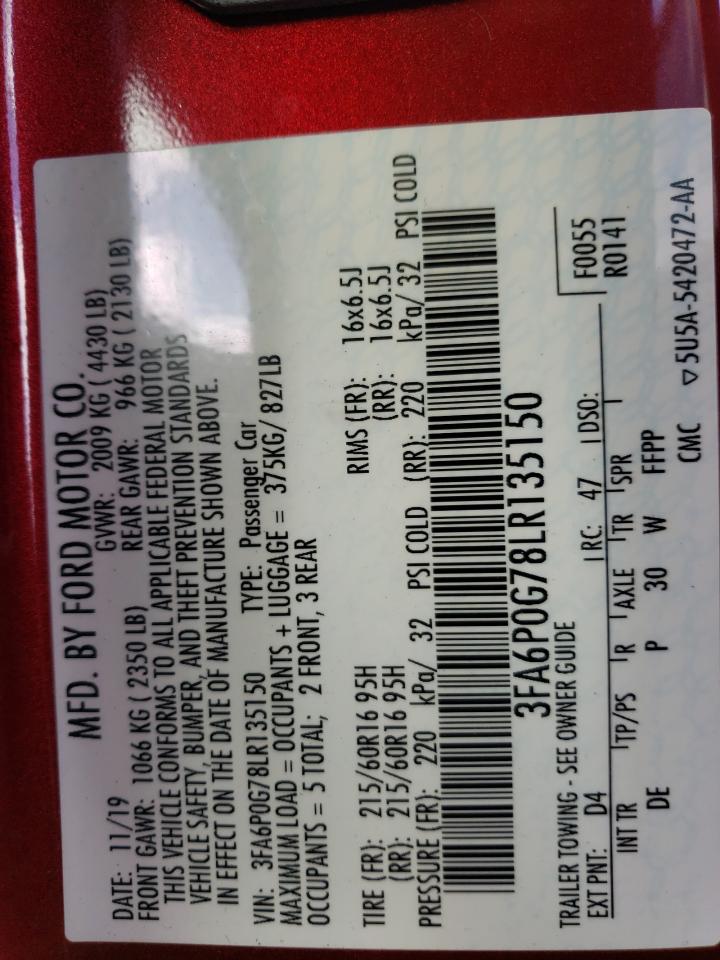 MFD. BY FORD MOTOR CO.
DATE: 11/19 GVWR: 2009 KG ( 4430 LB)
FRONT GAWR: 1066 KG ( 2350 LB) REAR GAWR: 966 KG ( 2130 LB)
THIS VEHICLE CONFORMS TO ALL APPLICABLE FEDERAL MOTOR
VEHICLE SAFETY, BUMPER, AND THEFT PREVENTION STANDARDS
IN EFFECT ON THE DATE OF MANUFACTURE SHOWN ABOVE.
VIN: 3FA6P0G78LR135150 TYPE: Passenger Car
MAXIMUM LOAD = OCCUPANTS + LUGGAGE = 375KG/ 827LB
OCCUPANTS = 5 TOTAL; 2 FRONT, 3 REAR
TIRE (FR): 215/60R16 95H RIMS (FR): 16x6.5J
(RR): 215/60R16 95H (RR): 16x6.5J
PRESSURE (FR): 220 kPa/ 32 PSI COLD (RR): 220 kPa/ 32 PSI COLD
3FA6P0G78LR135150
TRAILER TOWING - SEE OWNER GUIDE F0055
EXT PNT: D4 RC: 47 DSO: R0141
INT TR TP/PS R AXLE TR SPR
DE P 30 W FFPP
CMC ▽5U5A-5420472-AA